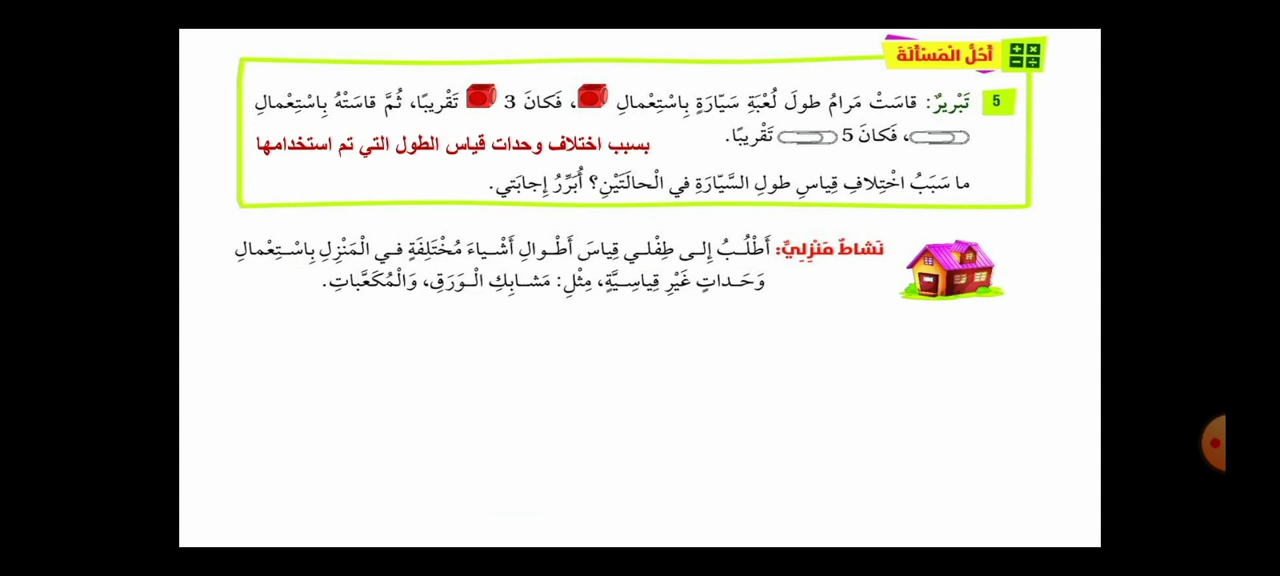 أَحُلُّ الْمَسْأَلَةَ
5 تَبْريرٌ: قاسَتْ مَرامُ طولَ لُعْبَةِ سَيّارَةٍ بِاسْتِعْمالِ ، فَكانَ 3 تَقْريبًا، ثُمَّ قاسَتْهُ بِاسْتِعْمالِ
، فَكانَ 5 تَقْريبًا.
بسبب اختلاف وحدات قياس الطول التي تم استخدامها
ما سَبَبُ اخْتِلافِ قِياسِ طولِ السَّيّارَةِ في الْحالَتَيْنِ؟ أُبَرِّرُ إِجابَتي.
نَشاطٌ مَنْزِلِيٌّ: أَطْلُبُ إِلى طِفْلي قِياسَ أَطْوالِ أَشْياءَ مُخْتَلِفَةٍ في الْمَنْزِلِ بِاسْتِعْمالِ
وَحَداتٍ غَيْرِ قِياسِيَّةٍ، مِثْلِ: مَشابِكِ الْوَرَقِ، وَالْمُكَعَّباتِ.